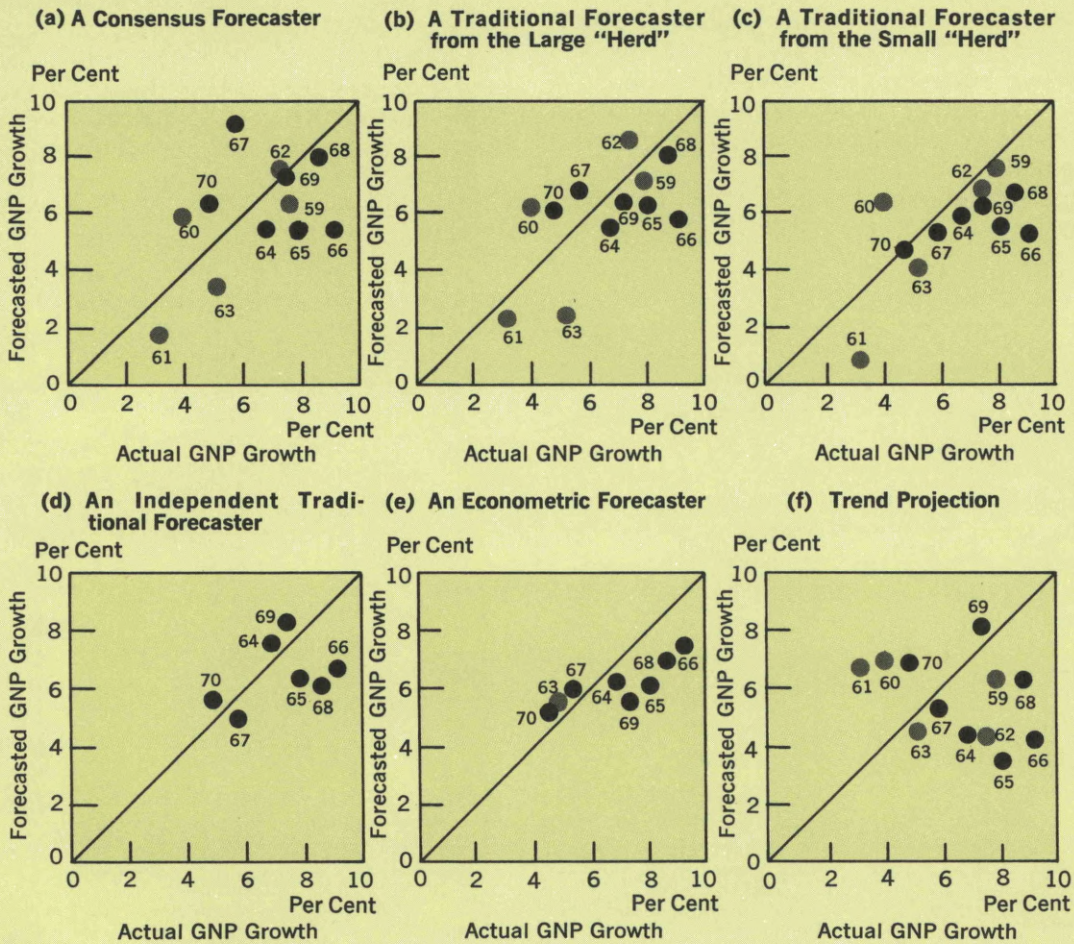 (a) A Consensus Forecaster
Per Cent
10
8
6
4
2
0
Forecasted GNP Growth
67
62
68
70
69
59
60
64
65
66
63
61
0 2 4 6 8 10
Per Cent
Actual GNP Growth
(b) A Traditional Forecaster
from the Large “Herd”
Per Cent
10
8
6
4
2
0
Forecasted GNP Growth
62
68
67
59
70
60
69
65
64
66
61
63
0 2 4 6 8 10
Per Cent
Actual GNP Growth
(c) A Traditional Forecaster
from the Small “Herd”
Per Cent
10
8
6
4
2
0
Forecasted GNP Growth
59
62
68
60
64
69
70
67
65
66
63
61
0 2 4 6 8 10
Per Cent
Actual GNP Growth
(d) An Independent Tradi-
tional Forecaster
Per Cent
10
8
6
4
2
0
Forecasted GNP Growth
69
64
66
70
65
68
67
0 2 4 6 8 10
Per Cent
Actual GNP Growth
(e) An Econometric Forecaster
Per Cent
10
8
6
4
2
0
Forecasted GNP Growth
67
68
66
63
64
65
70
69
0 2 4 6 8 10
Per Cent
Actual GNP Growth
(f) Trend Projection
Per Cent
10
8
6
4
2
0
Forecasted GNP Growth
69
70
61
60
59
68
67
63
64
62
66
65
0 2 4 6 8 10
Per Cent
Actual GNP Growth